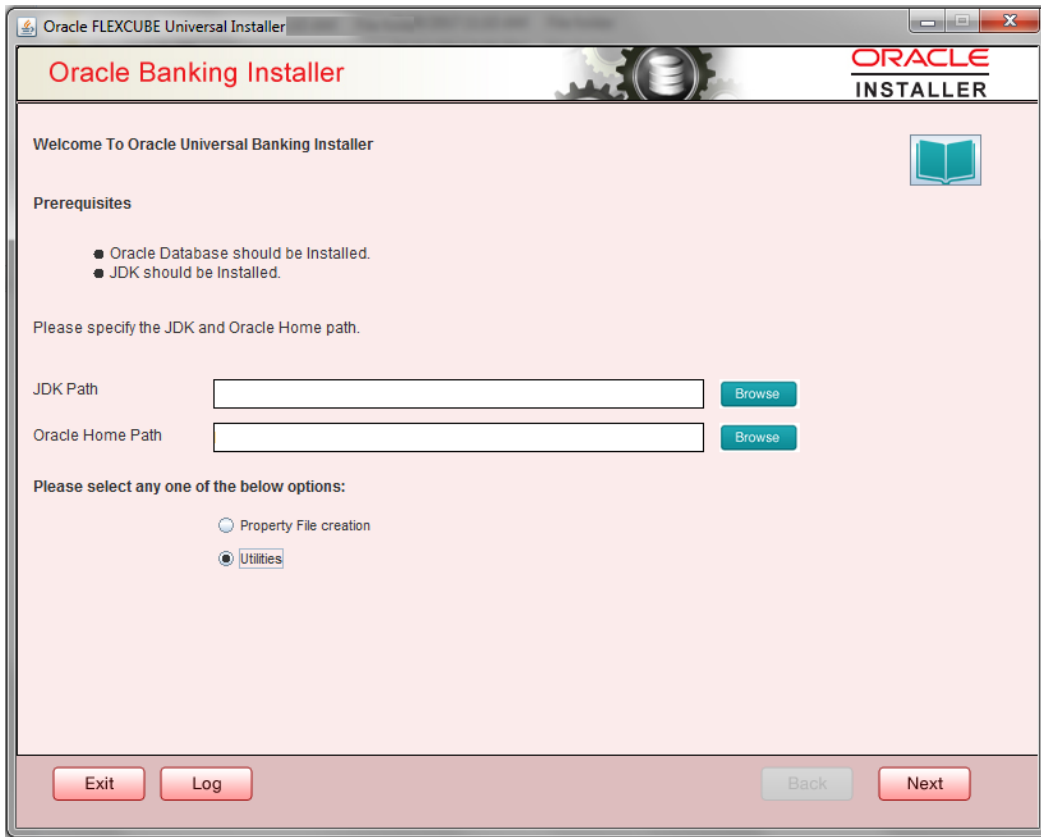 Oracle FLEXCUBE Universal Installer
Oracle Banking Installer
ORACLE
INSTALLER
Welcome To Oracle Universal Banking Installer
Prerequisites
Oracle Database should be Installed.
JDK should be Installed.
Please specify the JDK and Oracle Home path.
JDK Path
Browse
Oracle Home Path
Browse
Please select any one of the below options:
Property File creation
Utilities
Exit
Log
Back
Next